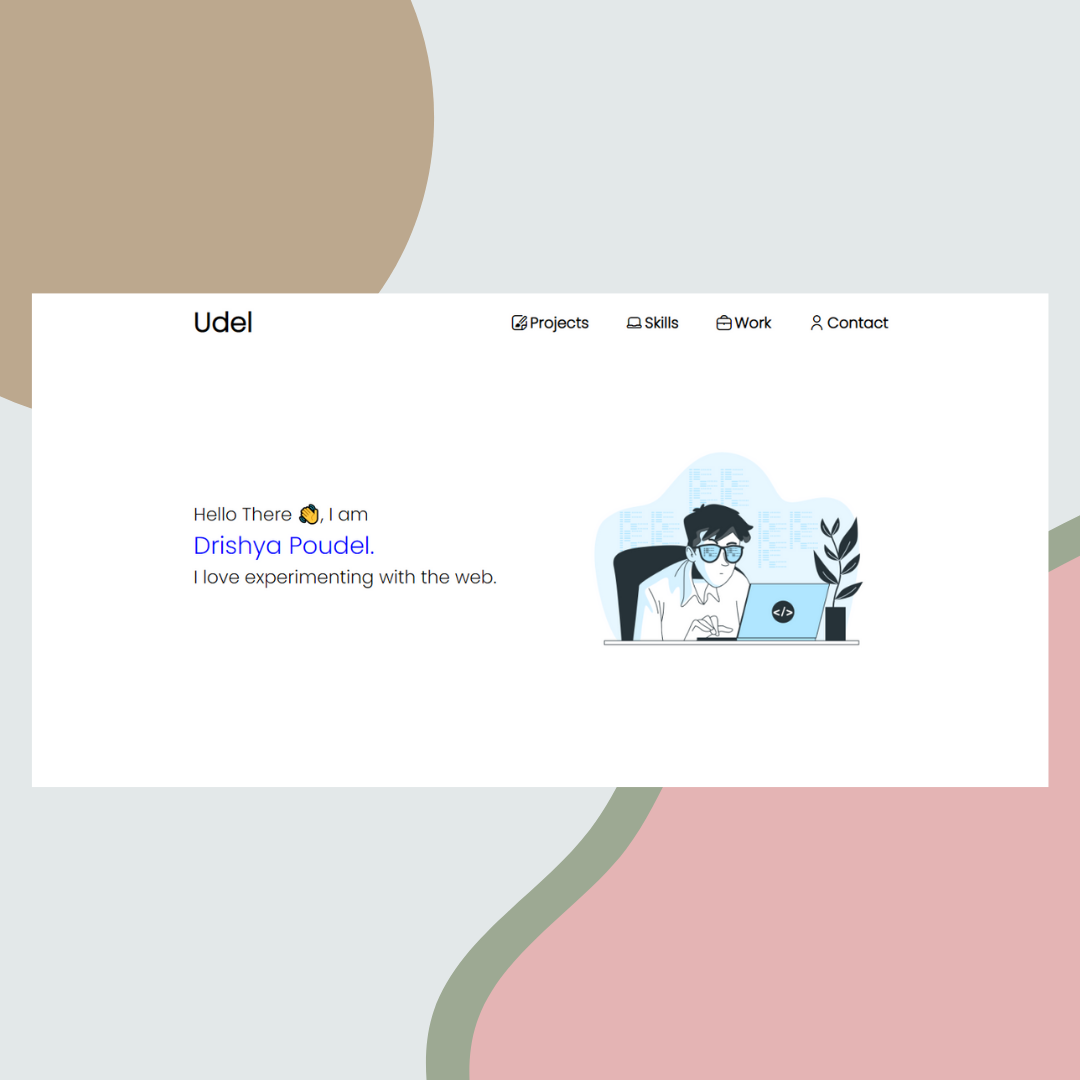 Udel
Projects Skills Work Contact
Hello There 👏, I am
Drishya Poudel.
I love experimenting with the web.
</>